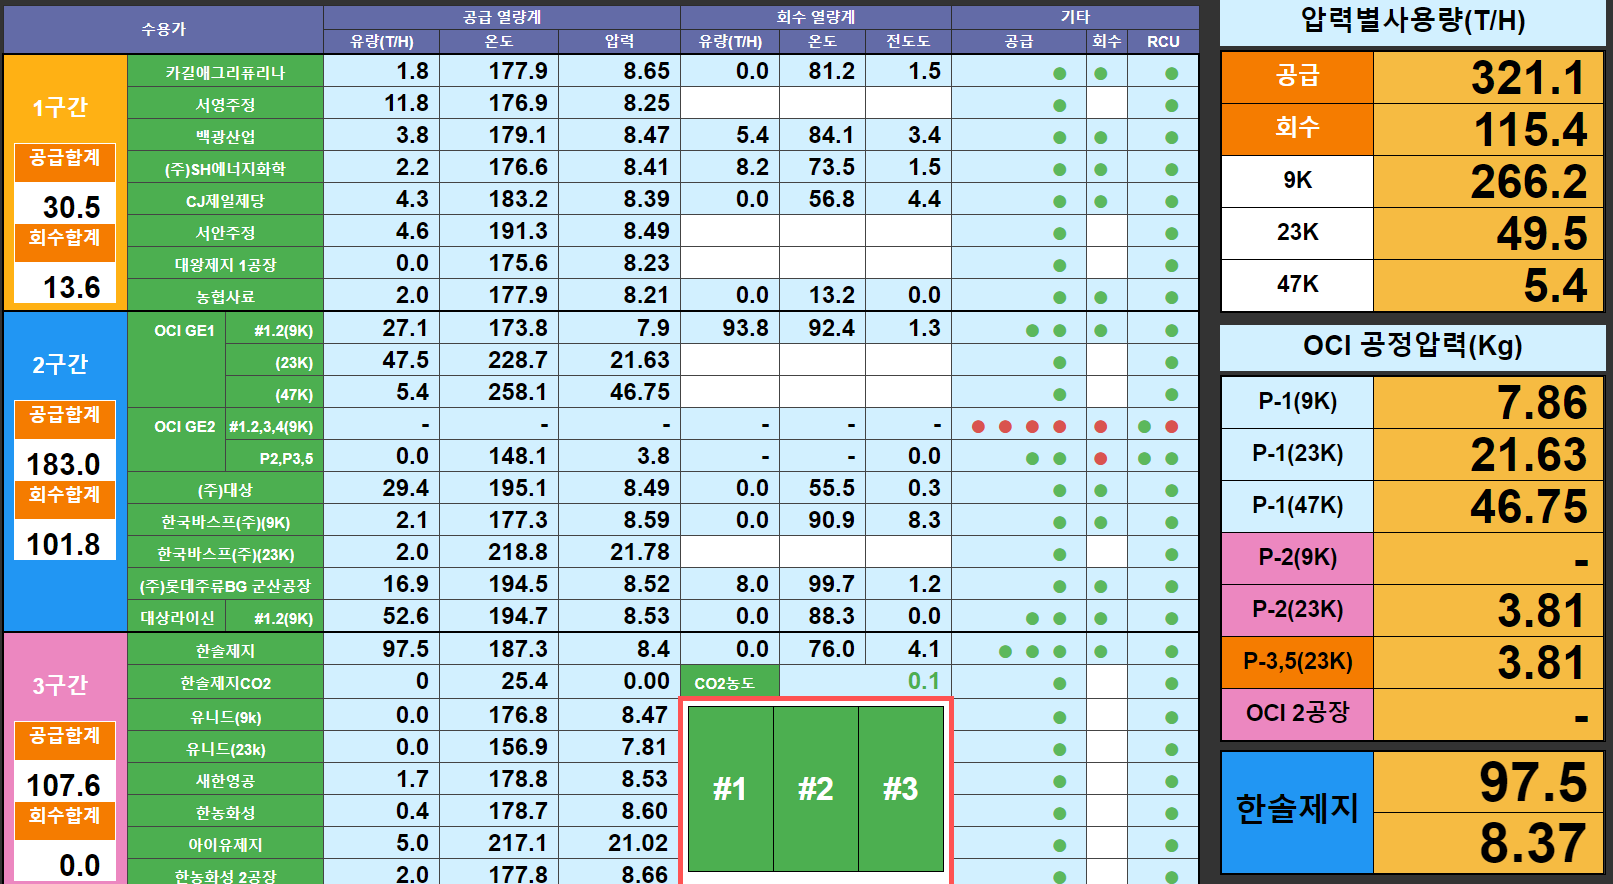 수용가 공급 열량계 회수 열량계 기타
유량(T/H) 온도 압력 유량(T/H) 온도 전도도 공급 회수 RCU
1구간
공급합계
30.5
회수합계
13.6
카길애그리퓨리나 1.8 177.9 8.65 0.0 81.2 1.5
서영주정 11.8 176.9 8.25
백광산업 3.8 179.1 8.47 5.4 84.1 3.4
(주)SH에너지화학 2.2 176.6 8.41 8.2 73.5 1.5
CJ제일제당 4.3 183.2 8.39 0.0 56.8 4.4
서안주정 4.6 191.3 8.49
대왕제지 1공장 0.0 175.6 8.23
농협사료 2.0 177.9 8.21 0.0 13.2 0.0
2구간
공급합계
183.0
회수합계
101.8
OCI GE1 #1.2(9K) 27.1 173.8 7.9 93.8 92.4 1.3
(23K) 47.5 228.7 21.63
(47K) 5.4 258.1 46.75
OCI GE2 #1.2,3,4(9K) - - - - - -
P2,P3,5 0.0 148.1 3.8 - - 0.0
(주)대상 29.4 195.1 8.49 0.0 55.5 0.3
한국바스프(주)(9K) 2.1 177.3 8.59 0.0 90.9 8.3
한국바스프(주)(23K) 2.0 218.8 21.78
(주)롯데주류BG 군산공장 16.9 194.5 8.52 8.0 99.7 1.2
대상라이신 #1.2(9K) 52.6 194.7 8.53 0.0 88.3 0.0
3구간
공급합계
107.6
회수합계
0.0
한솔제지 97.5 187.3 8.4 0.0 76.0 4.1
한솔제지CO2 0 25.4 0.00 CO2농도 0.1
유니드(9k) 0.0 176.8 8.47
유니드(23k) 0.0 156.9 7.81
새한영공 1.7 178.8 8.53
한농화성 0.4 178.7 8.60
아이유제지 5.0 217.1 21.02
한농화성 2공장 2.0 177.8 8.66
#1 #2 #3
압력별사용량(T/H)
공급 321.1
회수 115.4
9K 266.2
23K 49.5
47K 5.4
OCI 공정압력(Kg)
P-1(9K) 7.86
P-1(23K) 21.63
P-1(47K) 46.75
P-2(9K) -
P-2(23K) 3.81
P-3,5(23K) 3.81
OCI 2공장 -
한솔제지 97.5
8.37